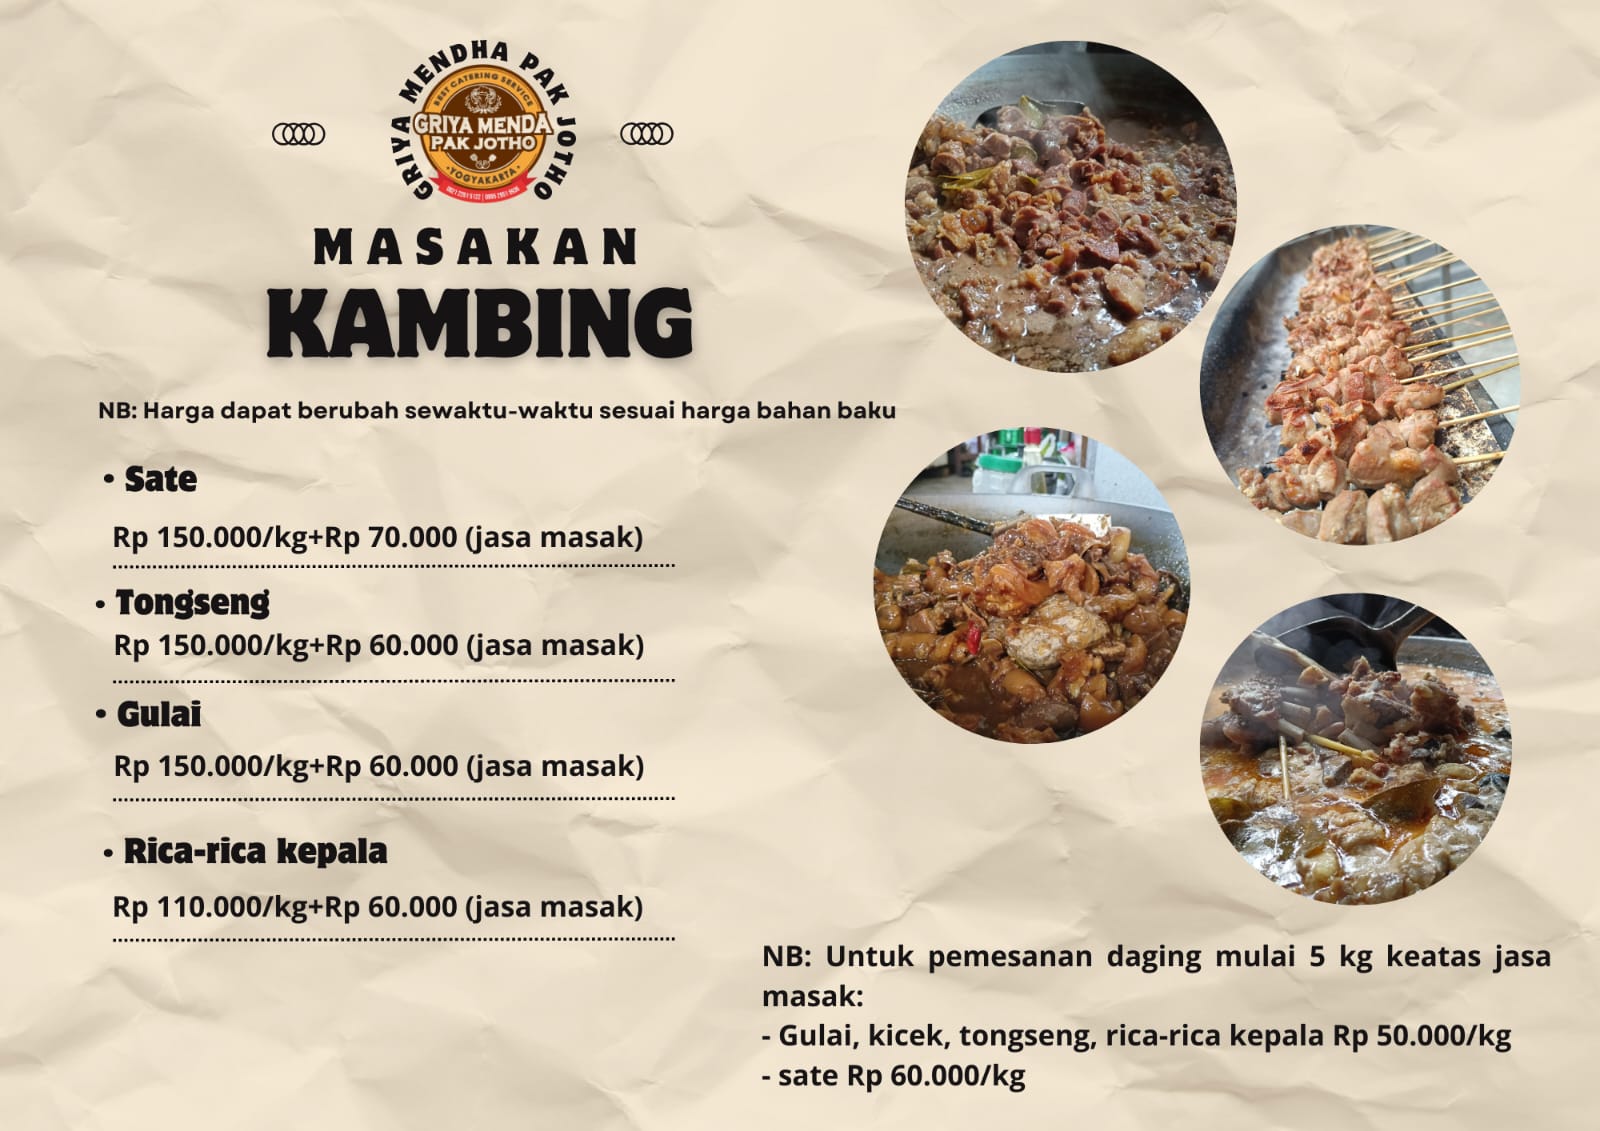 GRIYA MENDHA PAK JOTHO
BEST CATERING SERVICE
GRIYA MENDA
PAK JOTHO
YOGYAKARTA
MASAKAN
KAMBING
NB: Harga dapat berubah sewaktu-waktu sesuai harga bahan baku
• Sate
Rp 150.000/kg+Rp 70.000 (jasa masak)
• Tongseng
Rp 150.000/kg+Rp 60.000 (jasa masak)
• Gulai
Rp 150.000/kg+Rp 60.000 (jasa masak)
• Rica-rica kepala
Rp 110.000/kg+Rp 60.000 (jasa masak)
NB: Untuk pemesanan daging mulai 5 kg keatas jasa
masak:
- Gulai, kicek, tongseng, rica-rica kepala Rp 50.000/kg
- sate Rp 60.000/kg